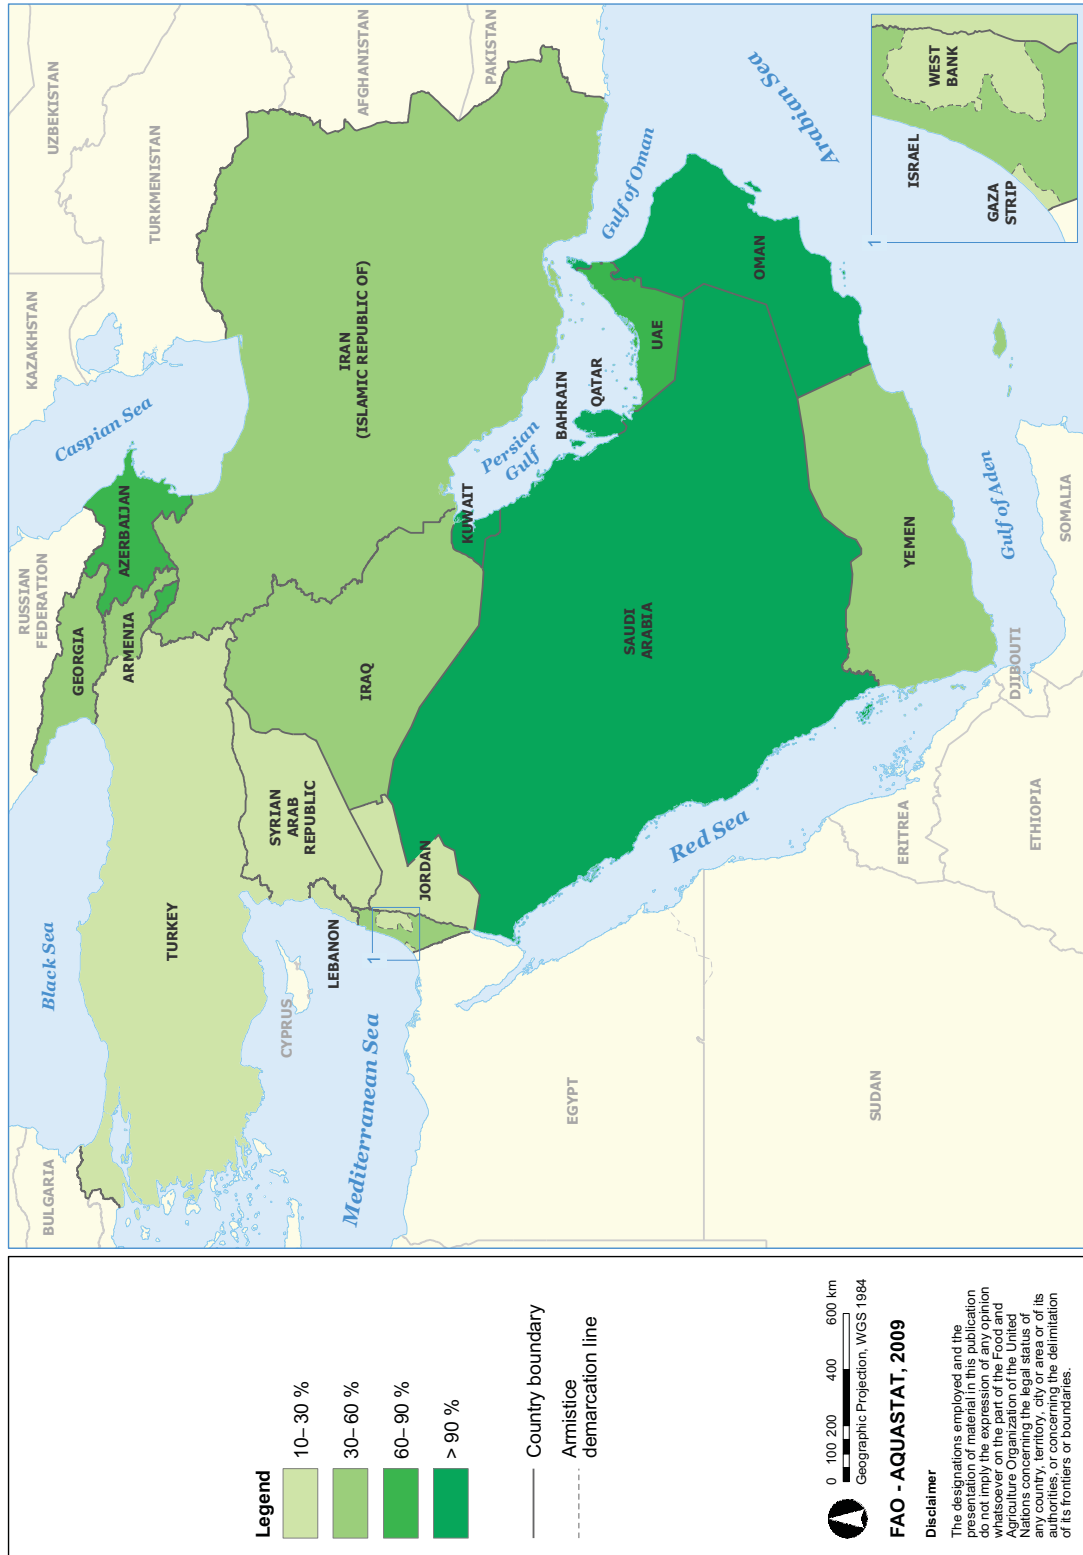 Legend
10– 30 %
30– 60 %
60– 90 %
> 90 %
Country boundary
Armistice
demarcation line
0 100 200 400 600 km
Geographic Projection, WGS 1984
FAO - AQUASTAT, 2009
Disclaimer
The designations employed and the
presentation of material in this publication
do not imply the expression of any opinion
whatsoever on the part of the Food and
Agriculture Organization of the United
Nations concerning the legal status of
any country, territory, city or area or of its
authorities, or concerning the delimitation
of its frontiers or boundaries.
BULGARIA
Black Sea
RUSSIAN
FEDERATION
KAZAKHSTAN
UZBEKISTAN
Caspian Sea
TURKMENISTAN
GEORGIA
ARMENIA
AZERBAIJAN
TURKEY
AFGHANISTAN
PAKISTAN
CYPRUS
LEBANON
SYRIAN
ARAB
REPUBLIC
IRAQ
IRAN
(ISLAMIC REPUBLIC OF)
Mediterranean Sea
1
JORDAN
KUWAIT
Persian
Gulf
BAHRAIN
QATAR
UAE
Gulf of Oman
EGYPT
SAUDI
ARABIA
OMAN
Arabian Sea
Red Sea
SUDAN
ERITREA
YEMEN
ETHIOPIA
DJIBOUTI
Gulf of Aden
SOMALIA
1
ISRAEL
WEST
BANK
GAZA
STRIP